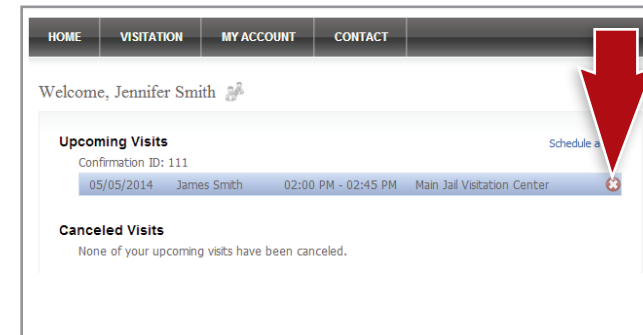 HOME VISITATION MY ACCOUNT CONTACT
Welcome, Jennifer Smith
Upcoming Visits Schedule a
Confirmation ID: 111
05/05/2014 James Smith 02:00 PM - 02:45 PM Main Jail Visitation Center
Canceled Visits
None of your upcoming visits have been canceled.